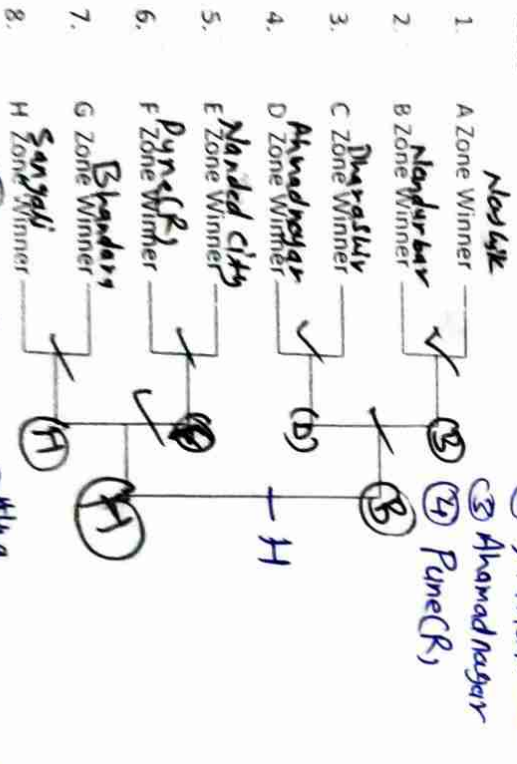 Nashik
1. A Zone Winner
Nandurbar
2. B Zone Winner
Dharashiv
3. C Zone Winner
Ahmadnagar
4. D Zone Winner
Nanded City
5. E Zone Winner
Pune(R)
6. F Zone Winner
Bhandara
7. G Zone Winner
Sangali
8. H Zone Winner
B
(D)
H
B
H
H
③ Ahamadnagar
④ Pune(R)